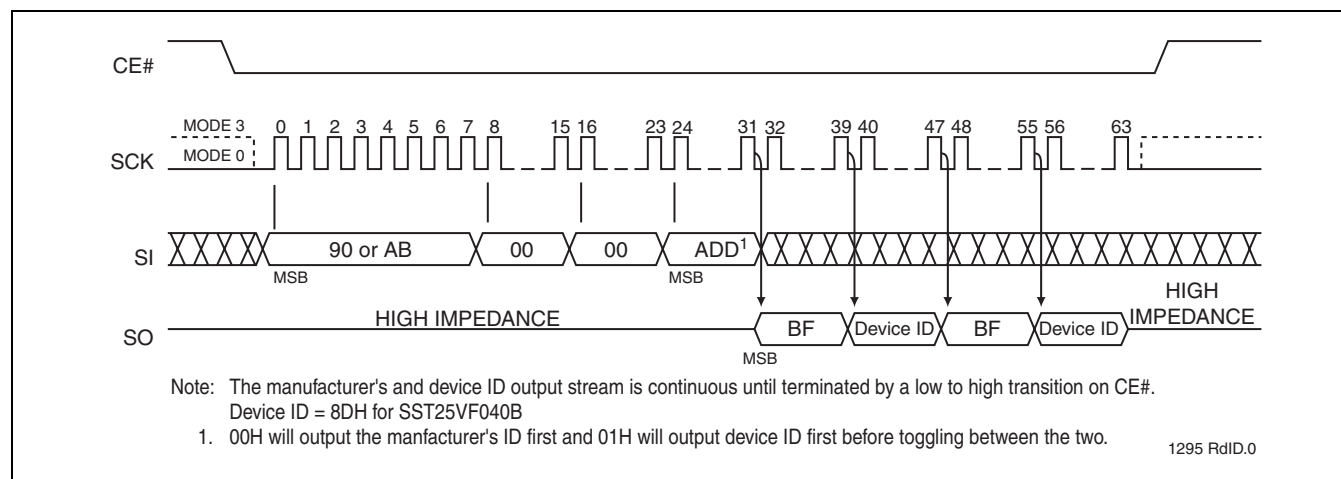 CE#
MODE 3
0 1 2 3 4 5 6 7 8 15 16 23 24 31 32 39 40 47 48 55 56 63
SCK
MODE 0
SI
90 or AB 00 00 ADD1
MSB MSB
HIGH IMPEDANCE
HIGH IMPEDANCE
SO
BF Device ID BF Device ID
MSB
Note: The manufacturer's and device ID output stream is continuous until terminated by a low to high transition on CE#.
Device ID = 8DH for SST25VF040B
1. 00H will output the manfacturer's ID first and 01H will output device ID first before toggling between the two.
1295 RdID.0